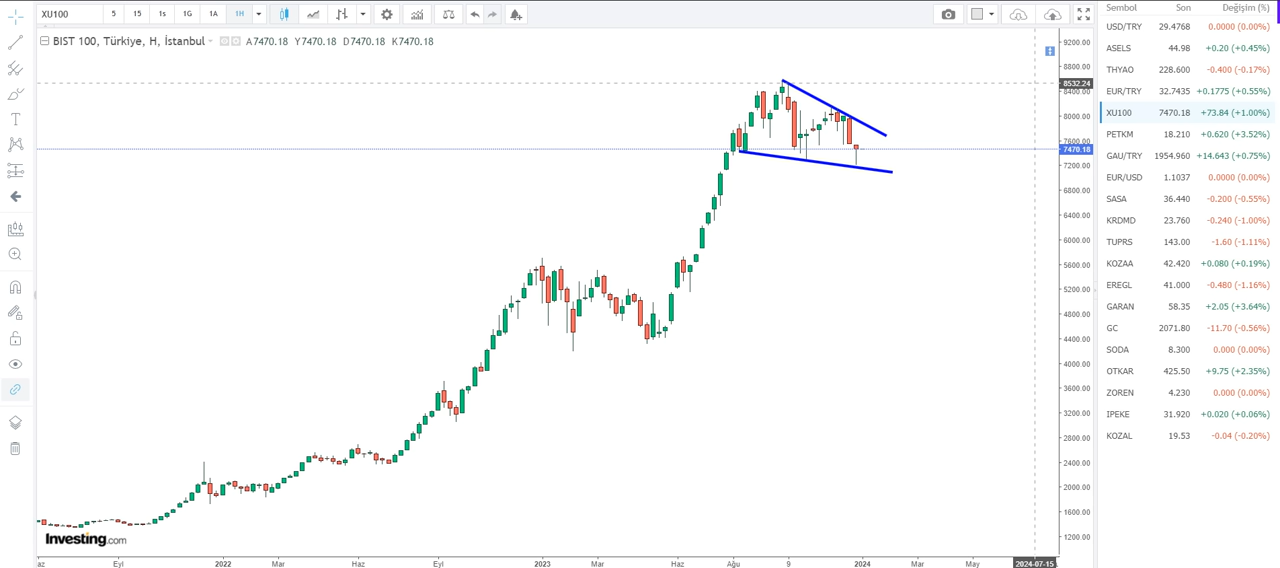 XU100 5 15 1s 1G 1A 1H
BIST 100, Türkiye, H, İstanbul A7470.18 Y7470.18 D7470.18 K7470.18
9200.00
8800.00
8532.24
8400.00
8000.00
7600.00
7470.18
7200.00
6800.00
6400.00
6000.00
5600.00
5200.00
4800.00
4400.00
4000.00
3600.00
3200.00
2800.00
2400.00
2000.00
1600.00
1200.00
Investing.com
az Eyl 2022 Mar Haz Eyl 2023 Mar Haz Ağu 9 2024 Mar May 2024-07-15
Sembol Son Değişim (%)
USD/TRY 29.4768 0.0000 (0.00%)
ASELS 44.98 +0.20 (+0.45%)
THYAO 228.600 -0.400 (-0.17%)
EUR/TRY 32.7435 +0.1775 (+0.55%)
XU100 7470.18 +73.84 (+1.00%)
PETKM 18.210 +0.620 (+3.52%)
GAU/TRY 1954.960 +14.643 (+0.75%)
EUR/USD 1.1037 0.0000 (0.00%)
SASA 36.440 -0.200 (-0.55%)
KRDMD 23.760 -0.240 (-1.00%)
TUPRS 143.00 -1.60 (-1.11%)
KOZAA 42.420 +0.080 (+0.19%)
EREGL 41.000 -0.480 (-1.16%)
GARAN 58.35 +2.05 (+3.64%)
GC 2071.80 -11.70 (-0.56%)
SODA 8.300 0.000 (0.00%)
OTKAR 425.50 +9.75 (+2.35%)
ZOREN 4.230 0.000 (0.00%)
IPEKE 31.920 +0.020 (+0.06%)
KOZAL 19.53 -0.04 (-0.20%)